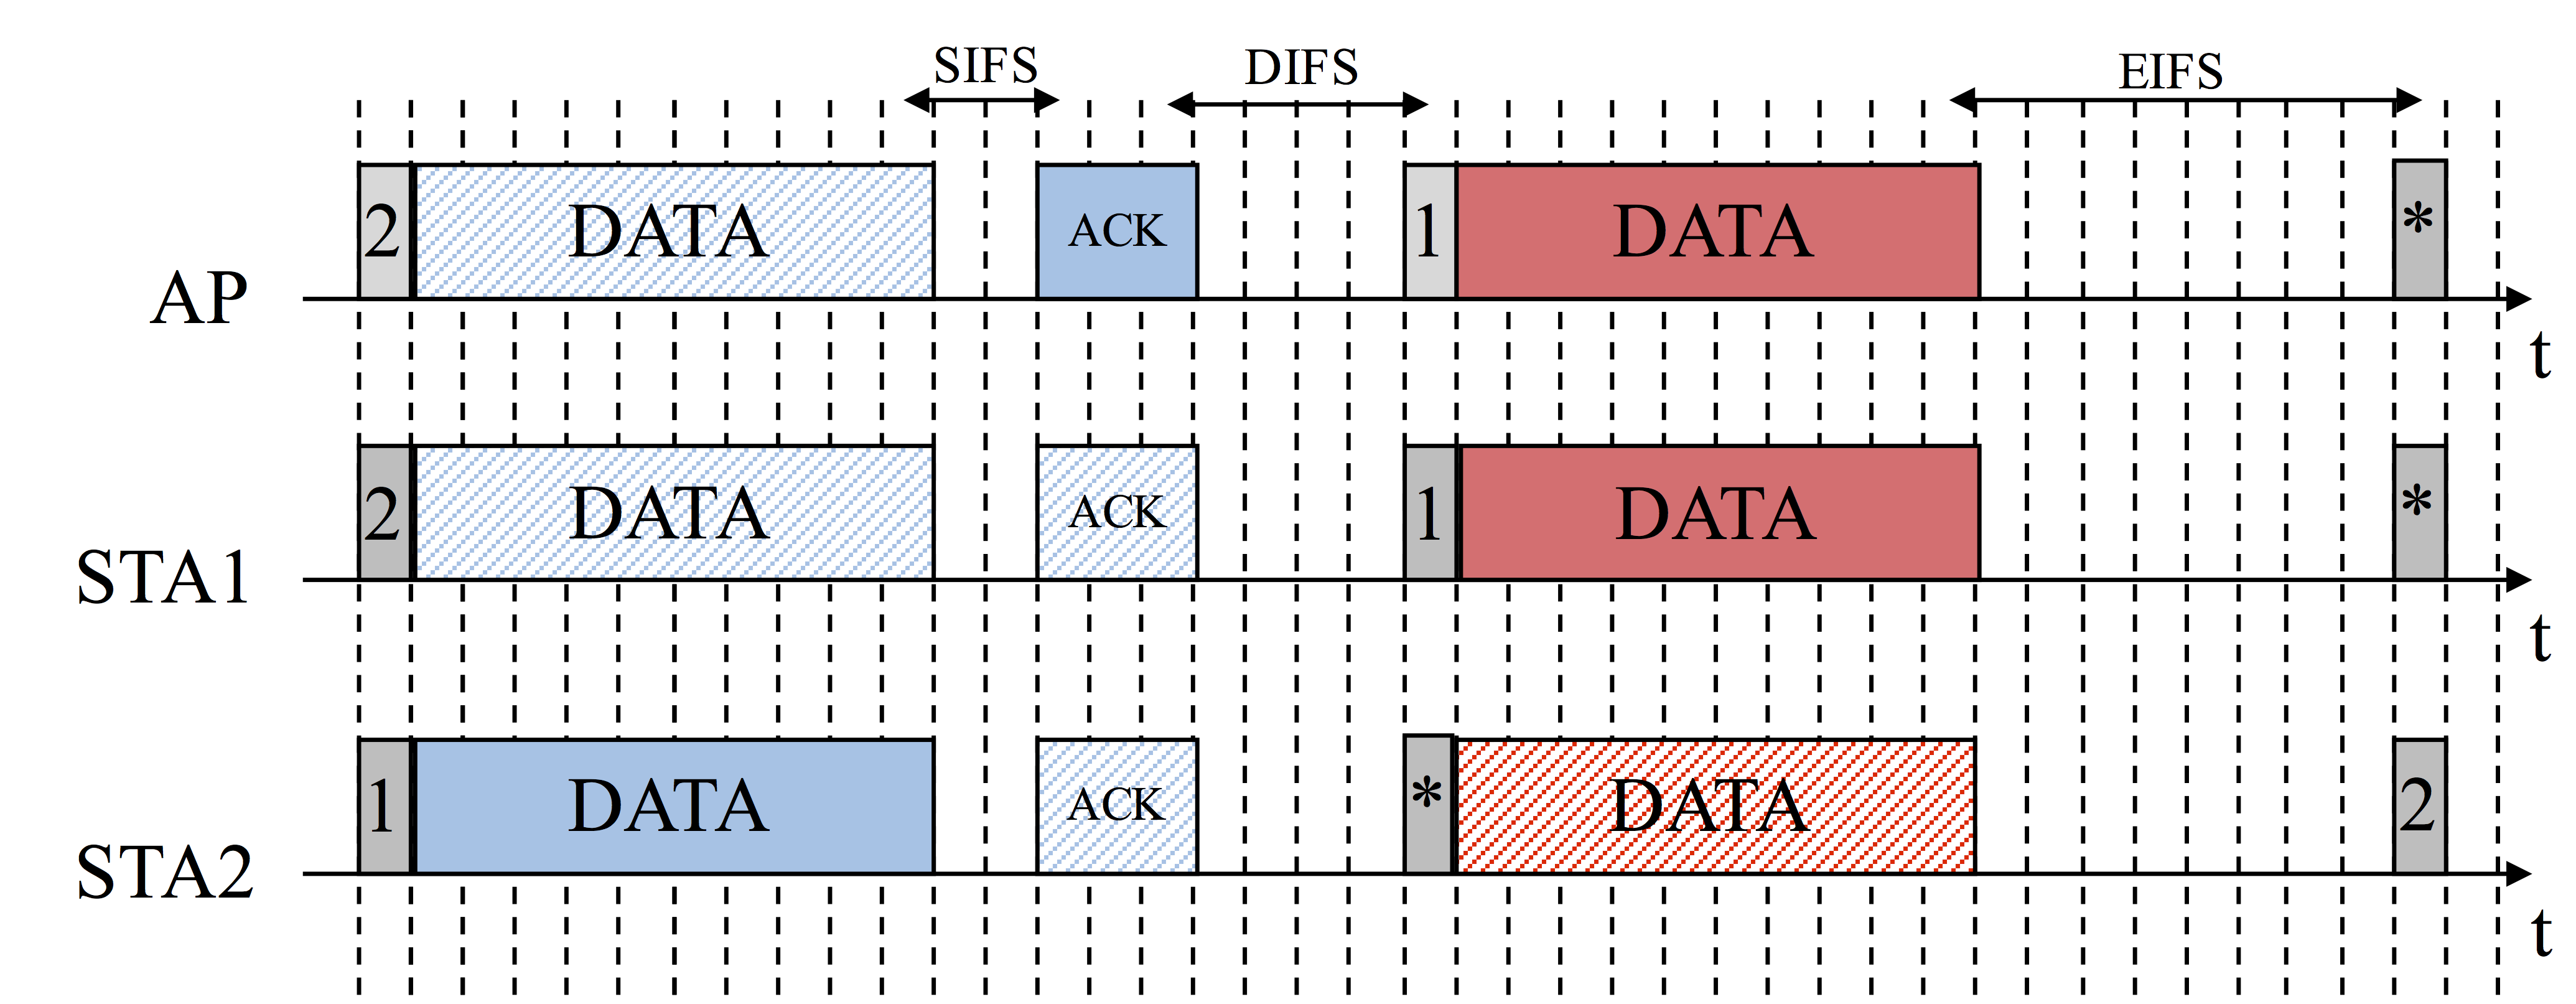 SIFS DIFS EIFS
2 DATA ACK 1 DATA *
AP
t
2 DATA ACK 1 DATA *
STA1
t
1 DATA ACK * DATA 2
STA2
t